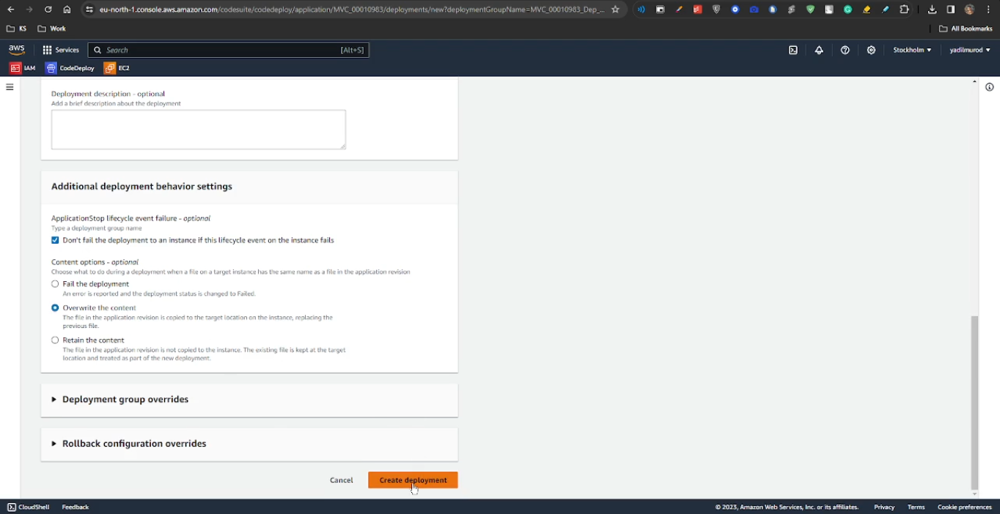 eu-north-1.console.aws.amazon.com/codesuite/codedeploy/application/MVC_00010983/deployments/new?deploymentGroupName=MVC_00010983_Dep_...
KS Work All Bookmarks
aws Services Search [Alt+S] Stockholm yadilmurod
IAM CodeDeploy EC2
Deployment description - optional
Add a brief description about the deployment
Additional deployment behavior settings
ApplicationStop lifecycle event failure - optional
Type a deployment group name
Don't fail the deployment to an instance if this lifecycle event on the instance fails
Content options - optional
Choose what to do during a deployment when a file on a target instance has the same name as a file in the application revision
Fail the deployment
An error is reported and the deployment status is changed to Failed.
Overwrite the content
The file in the application revision is copied to the target location on the instance, replacing the
previous file.
Retain the content
The file in the application revision is not copied to the instance. The existing file is kept at the target
location and treated as part of the new deployment.
Deployment group overrides
Rollback configuration overrides
Cancel Create deployment
CloudShell Feedback © 2023, Amazon Web Services, Inc. or its affiliates. Privacy Terms Cookie preferences